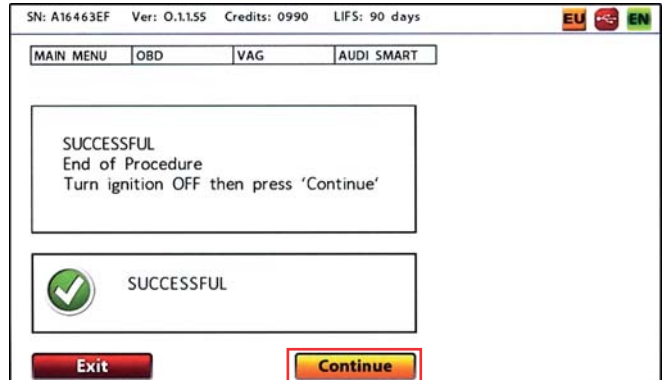 SN: A16463EF Ver: O.1.1.55 Credits: 0990 LIFS: 90 days EU EN
MAIN MENU OBD VAG AUDI SMART
SUCCESSFUL
End of Procedure
Turn ignition OFF then press 'Continue'
SUCCESSFUL
Exit Continue